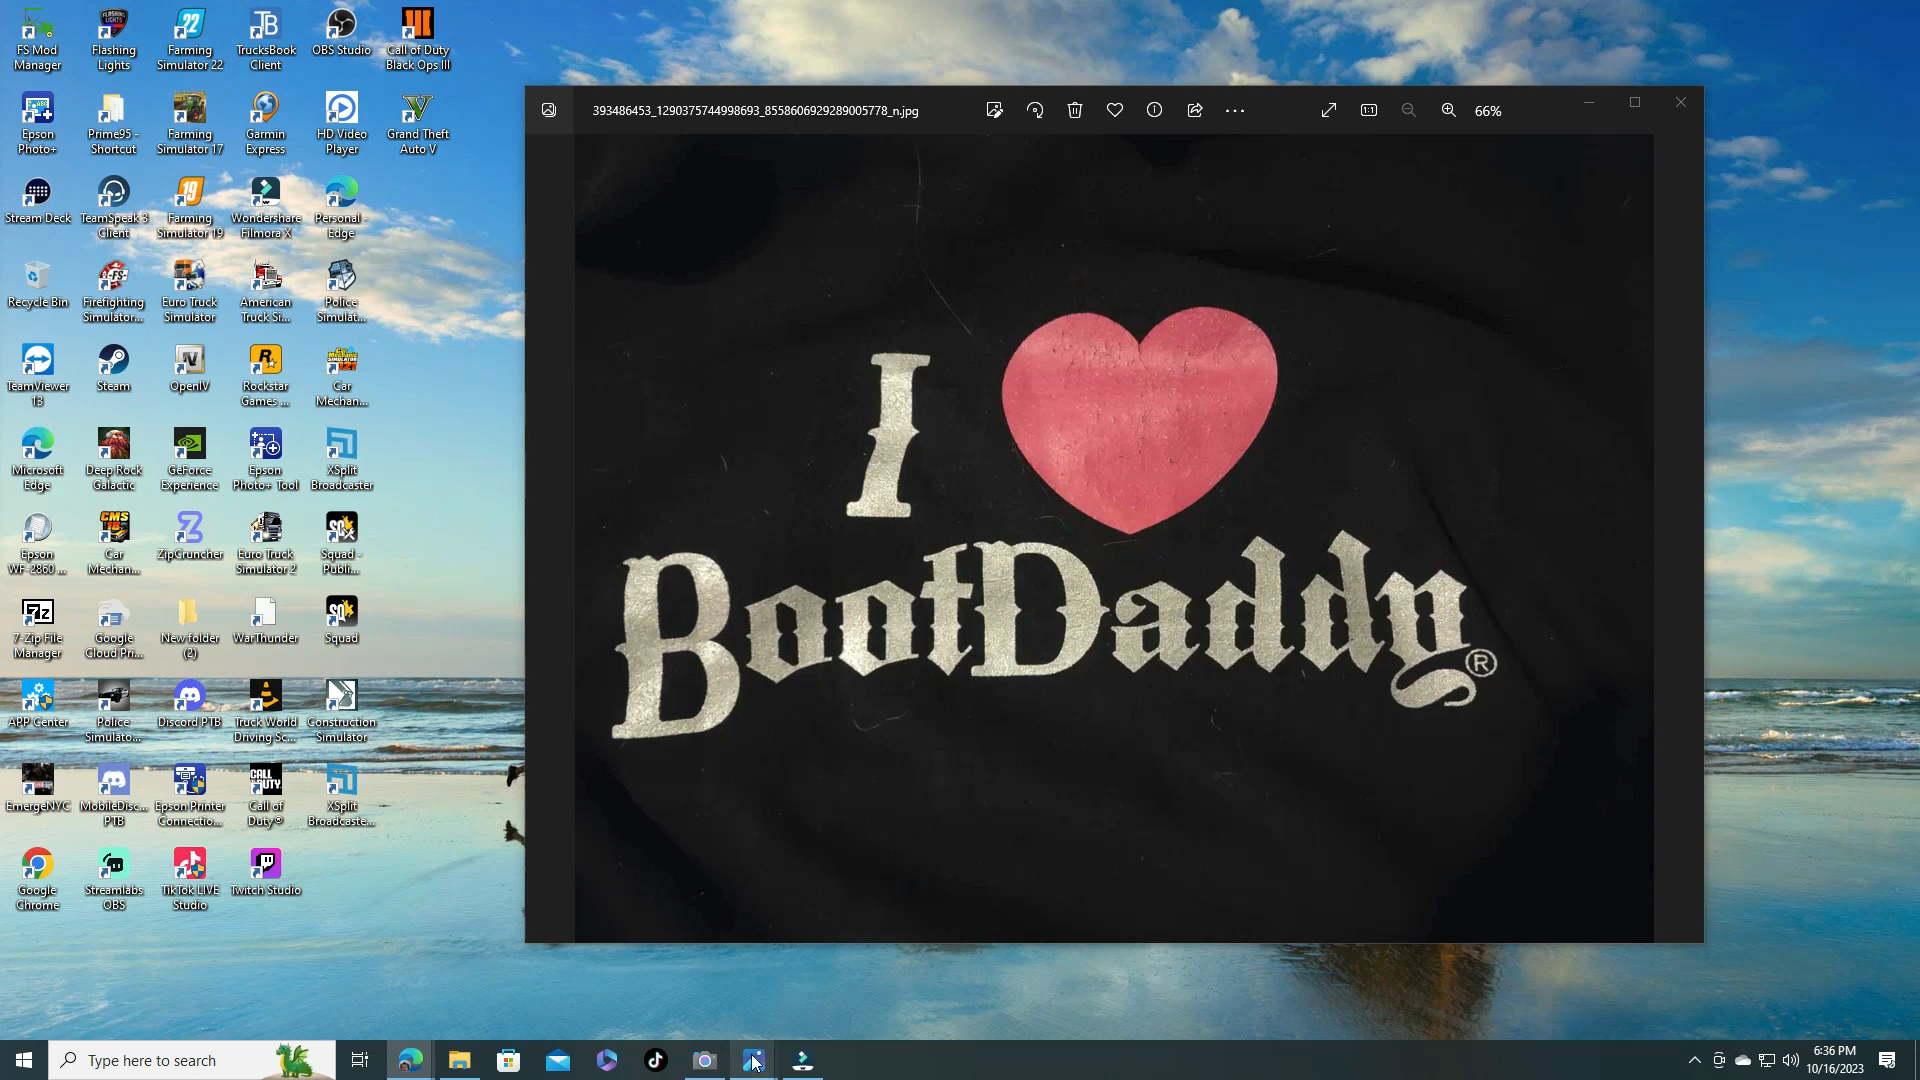 FS Mod
Manager
Flashing
Lights
Farming
Simulator 22
TrucksBook
Client
OBS Studio
Call of Duty
Black Ops III
Epson
Photo+
Prime95 -
Shortcut
Farming
Simulator 17
Garmin
Express
HD Video
Player
Grand Theft
Auto V
Stream Deck
TeamSpeak 3
Client
Farming
Simulator 19
Wondershare
Filmora X
Personal -
Edge
Recycle Bin
Firefighting
Simulator...
Euro Truck
Simulator
American
Truck Si...
Police
Simulat...
TeamViewer
13
Steam
OpenIV
Rockstar
Games ...
Car
Mechan...
Microsoft
Edge
Deep Rock
Galactic
GeForce
Experience
Epson
Photo+ Tool
XSplit
Broadcaster
Epson
WF-2860 ...
Car
Mechan...
ZipCruncher
Euro Truck
Simulator 2
Squad -
Publi...
7-Zip File
Manager
Google
Cloud Pri...
New folder
(2)
WarThunder
Squad
APP Center
Police
Simulato...
Discord PTB
Truck World
Driving Sc...
Construction
Simulator
EmergeNYC
MobileDisc...
PTB
Epson Printer
Connectio...
Call of
Duty®
XSplit
Broadcaste...
Google
Chrome
Streamlabs
OBS
TikTok LIVE
Studio
Twitch Studio
393486453_1290375744998693_8558606929289005778_n.jpg
1:1
66%
I
BootDaddy®
Type here to search
6:36 PM
10/16/2023